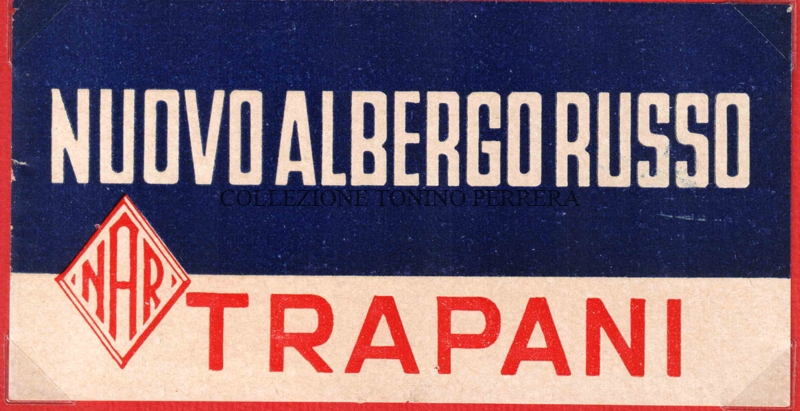 NUOVO ALBERGO RUSSO
COLLEZIONE TONINO PERRERA
NAR
TRAPANI